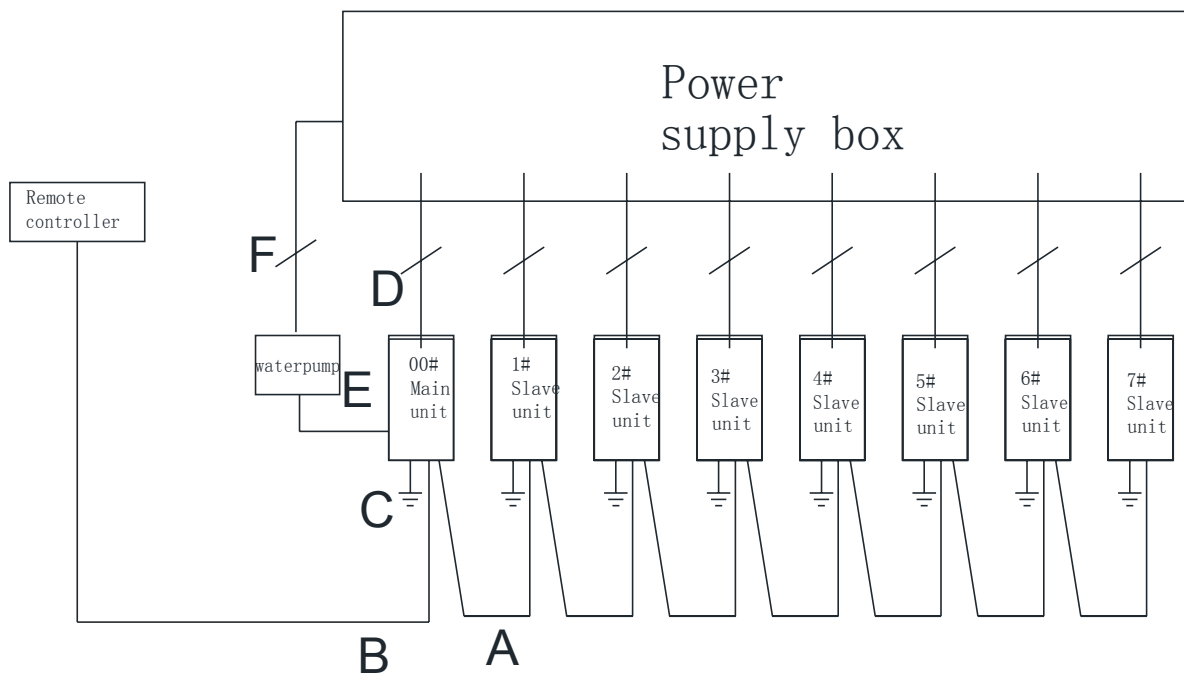 Power
supply box
Remote
controller
F
D
waterpump
E
00#
Main
unit
1#
Slave
unit
2#
Slave
unit
3#
Slave
unit
4#
Slave
unit
5#
Slave
unit
6#
Slave
unit
7#
Slave
unit
C
B
A